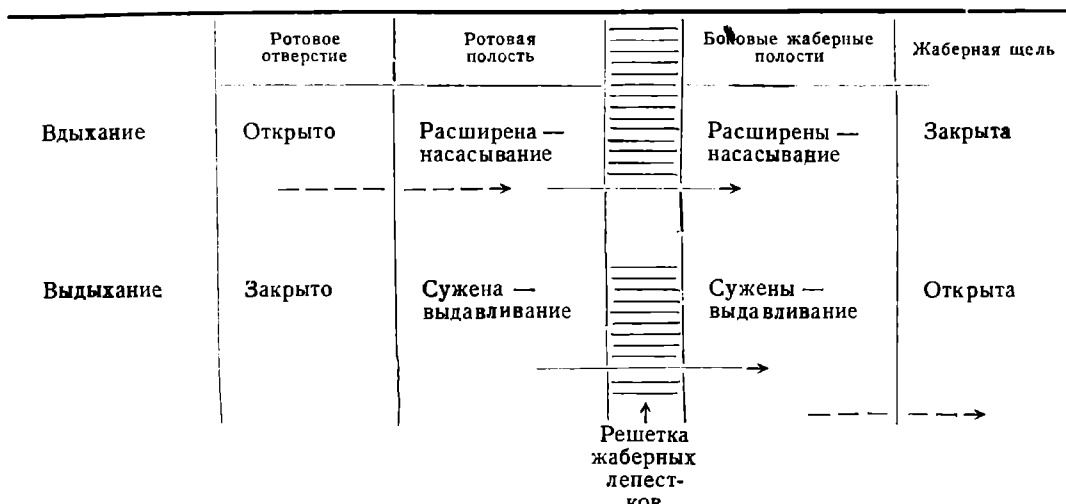 Ротовое отверстие
Ротовая полость
Боковые жаберные полости
Жаберная щель
Вдыхание
Открыто
Расширена —
насасывание
Расширены —
насасывание
Закрыта
Выдыхание
Закрыто
Сужена —
выдавливание
Сужены —
выдавливание
Открыта
Решетка
жаберных
лепест-
ков